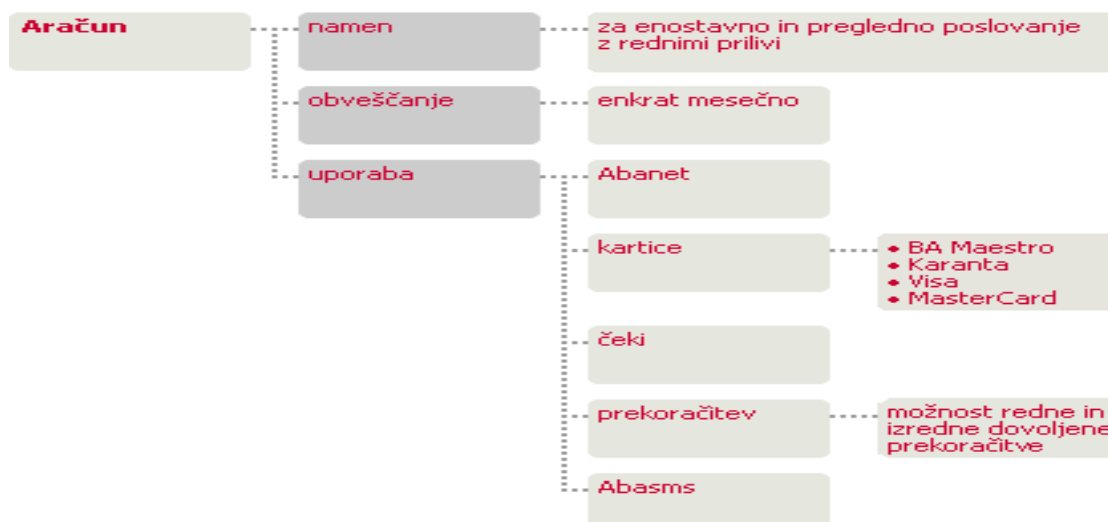 Aračun
namen
za enostavno in pregledno poslovanje
z rednimi prilivi
obveščanje
enkrat mesečno
uporaba
Abanet
kartice
• BA Maestro
• Karanta
• Visa
• MasterCard
čeki
prekoračitev
možnost redne in
izredne dovoljene
prekoračitve
Abasms